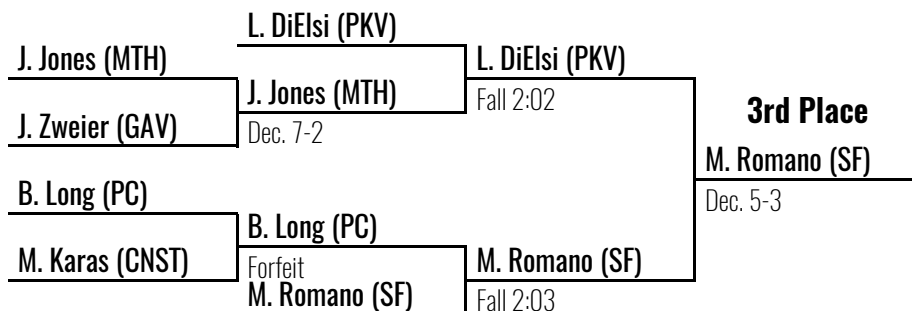 L. DiElsi (PKV)
J. Jones (MTH)
L. DiElsi (PKV)
J. Jones (MTH)
Fall 2:02
3rd Place
J. Zweier (GAV)
Dec. 7-2
M. Romano (SF)
B. Long (PC)
Dec. 5-3
B. Long (PC)
M. Karas (CNST)
Forfeit
M. Romano (SF)
M. Romano (SF)
Fall 2:03